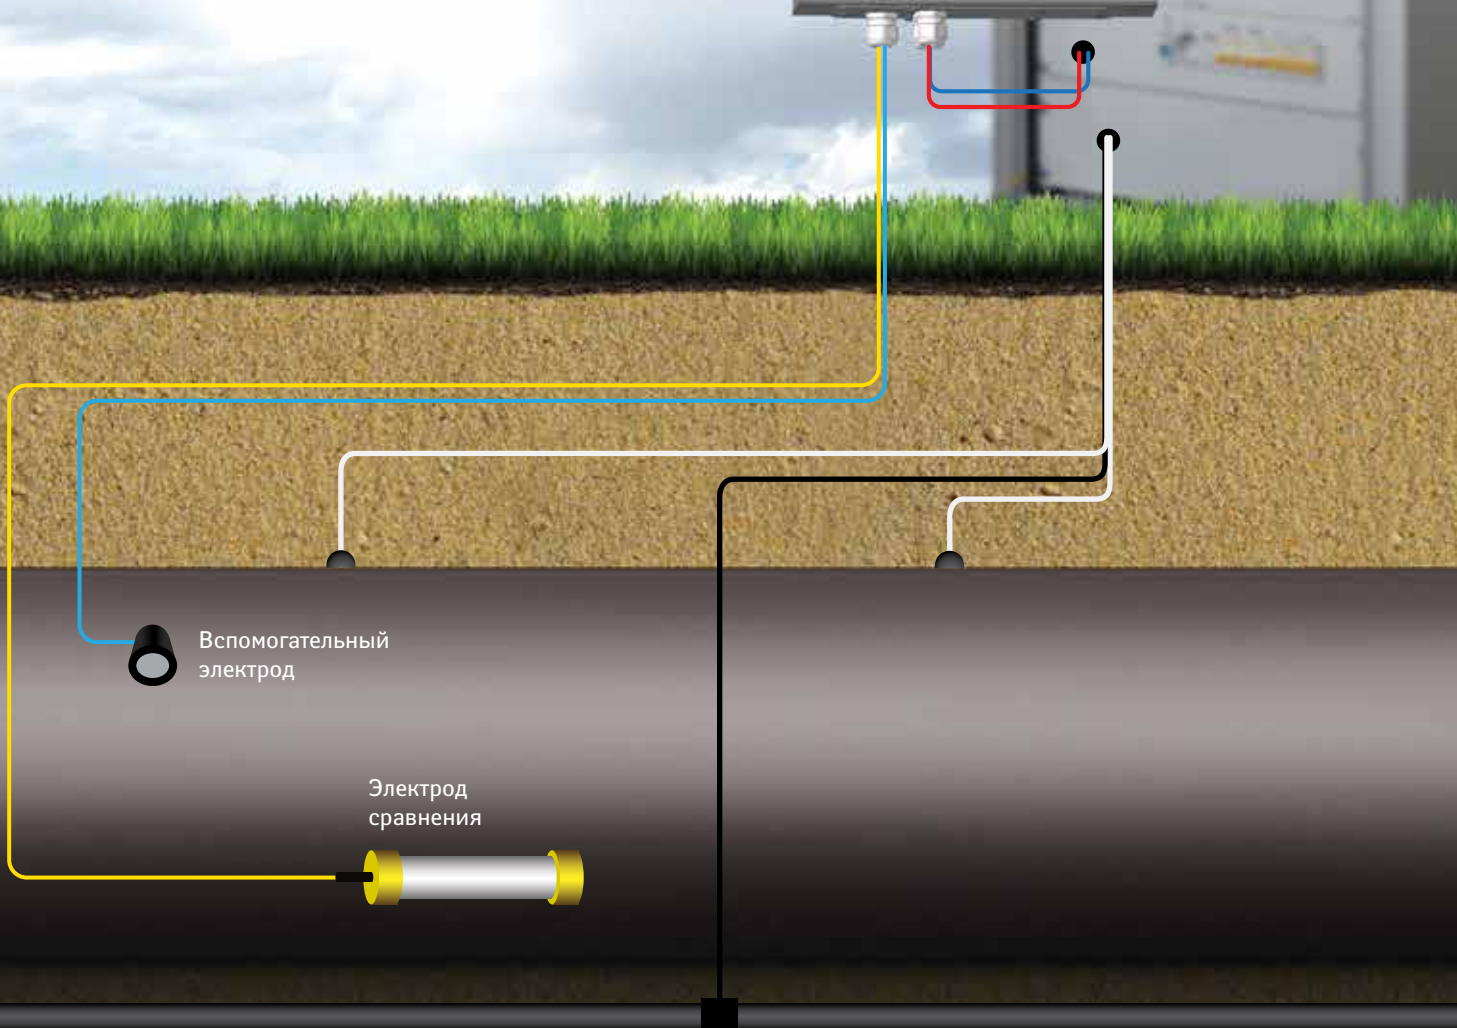 Вспомогательный
электрод
Электрод
сравнения